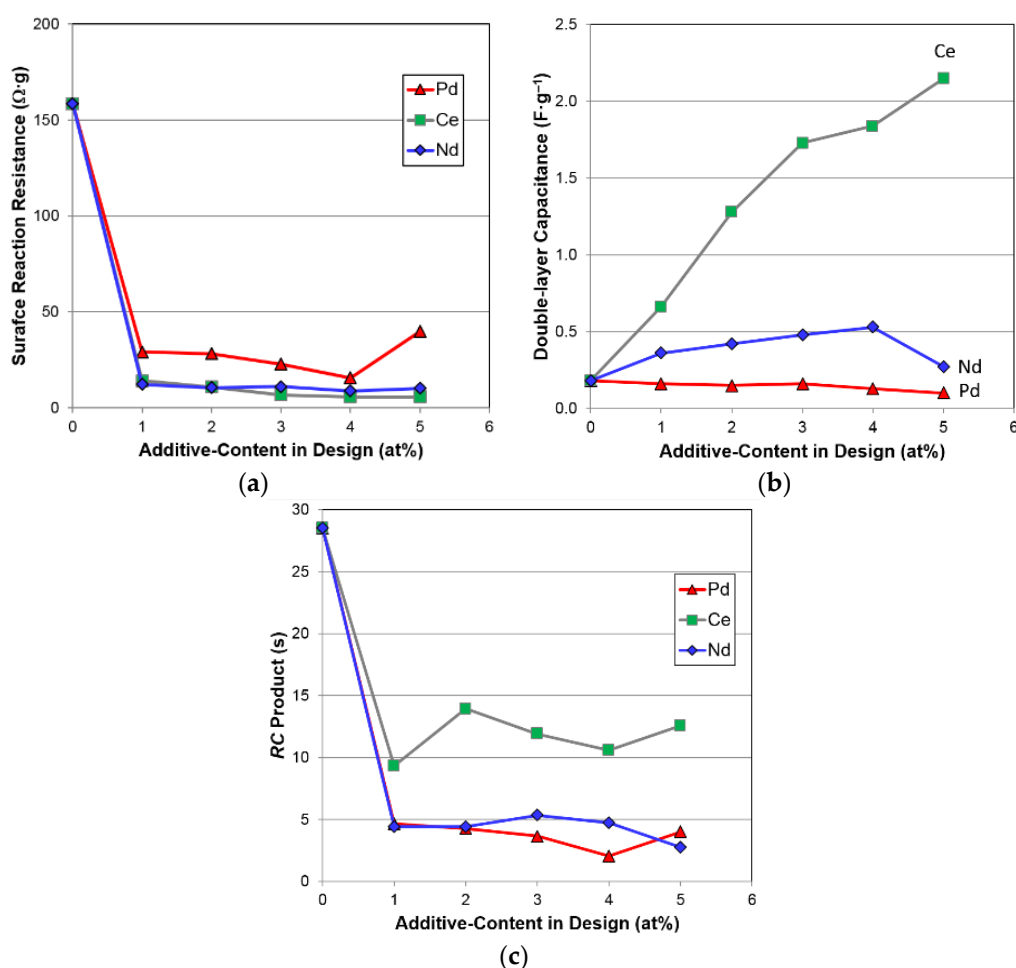 200
150
100
50
0
Surafce Reaction Resistance (Ω·g)
Pd
Ce
Nd
0 1 2 3 4 5 6
Additive-Content in Design (at%)
(a)
2.5
2.0
1.5
1.0
0.5
0.0
Double-layer Capacitance (F·g⁻¹)
Ce
Nd
Pd
0 1 2 3 4 5 6
Additive-Content in Design (at%)
(b)
30
25
20
15
10
5
0
RC Product (s)
Pd
Ce
Nd
0 1 2 3 4 5 6
Additive-Content in Design (at%)
(c)